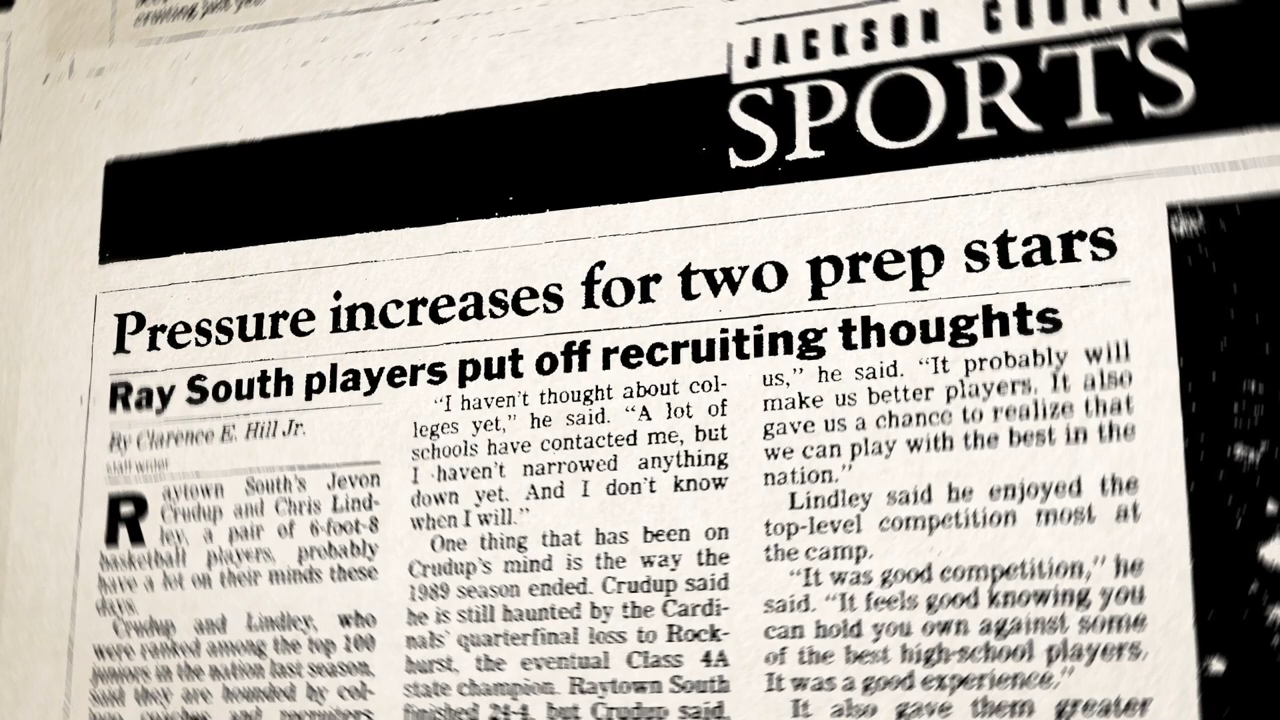 JACKSON COUNTY
SPORTS
Pressure increases for two prep stars
Ray South players put off recruiting thoughts
By Clarence E. Hill Jr.
staff writer
Raytown South's Jevon
Crudup and Chris Lind-
ley, a pair of 6-foot-8
basketball players, probably
have a lot on their minds these
days.
Crudup and Lindley, who
were ranked among the top 100
juniors in the nation last season,
said they are hounded by col-
"I haven't thought about col-
leges yet," he said. "A lot of
schools have contacted me, but
I haven't narrowed anything
down yet. And I don't know
when I will."
One thing that has been on
Crudup's mind is the way the
1989 season ended. Crudup said
he is still haunted by the Cardi-
nals' quarterfinal loss to Rock-
hurst, the eventual Class 4A
state champion. Raytown South
finished 24-4, but Crudup said,
us," he said. "It probably will
make us better players. It also
gave us a chance to realize that
we can play with the best in the
nation."
Lindley said he enjoyed the
top-level competition most at
the camp.
"It was good competition," he
said. "It feels good knowing you
can hold you own against some
of the best high-school players.
It was a good experience."
It also gave them greater